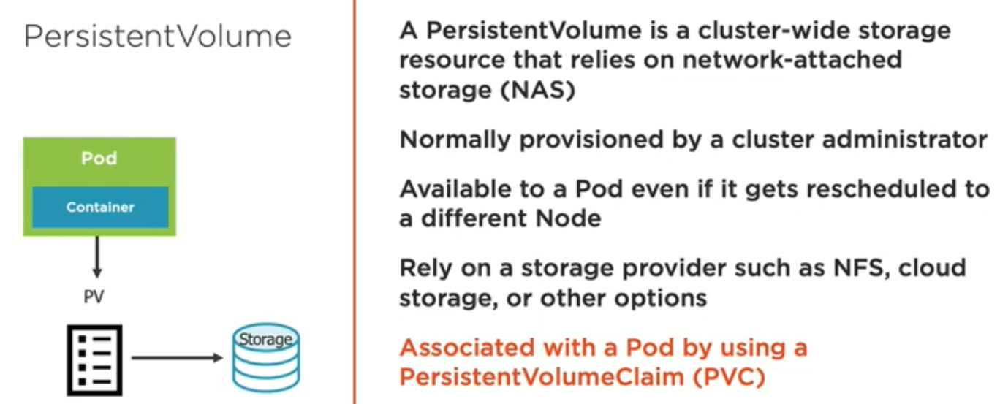 PersistentVolume
Pod
Container
PV
Storage
A PersistentVolume is a cluster-wide storage
resource that relies on network-attached
storage (NAS)
Normally provisioned by a cluster administrator
Available to a Pod even if it gets rescheduled to
a different Node
Rely on a storage provider such as NFS, cloud
storage, or other options
Associated with a Pod by using a
PersistentVolumeClaim (PVC)